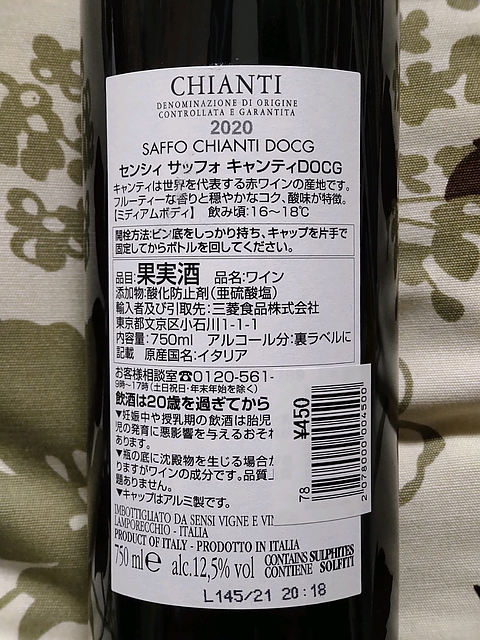 CHIANTI
DENOMINAZIONE DI ORIGINE
CONTROLLATA E GARANTITA
2020
SAFFO CHIANTI DOCG
センシィ サッフォ キャンティDOCG
キャンティは世界を代表する赤ワインの産地です。
フルーティーな香りと穏やかなコク、酸味が特徴。
【ミディアムボディ】 飲み頃:16〜18℃
開栓方法:ビン底をしっかり持ち、キャップを片手で
固定してからボトルを回してください。
品目:果実酒 品名:ワイン
添加物:酸化防止剤(亜硫酸塩)
輸入者及び引取先:三菱食品株式会社
東京都文京区小石川1-1-1
内容量:750ml アルコール分:裏ラベルに
記載 原産国名:イタリア
お客様相談室☎0120-561-
9時〜17時(土日祝日・年末年始を除く)
飲酒は20歳を過ぎてから
▼妊娠中や授乳期の飲酒は胎児
児の発育に悪影響を与えるおそれ
あります。
▼瓶の底に沈殿物を生じる場合か
りますがワインの成分です。品質
題ありません。
▼キャップはアルミ製です。
¥450
78
2078000004500
IMBOTTIGLIATO DA SENSI VIGNE E VI
LAMPORECCHIO - ITALIA
PRODUCT OF ITALY - PRODOTTO IN ITALIA
750 ml e alc.12,5% vol CONTAINS SULPHITES
CONTIENE SOLFITI
L145/21 20:18